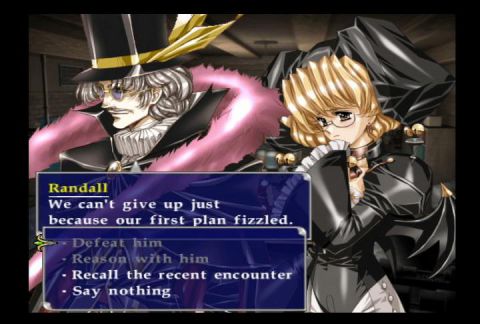 Randall
We can't give up just
because our first plan fizzled.
- Defeat him
- Reason with him
- Recall the recent encounter
- Say nothing